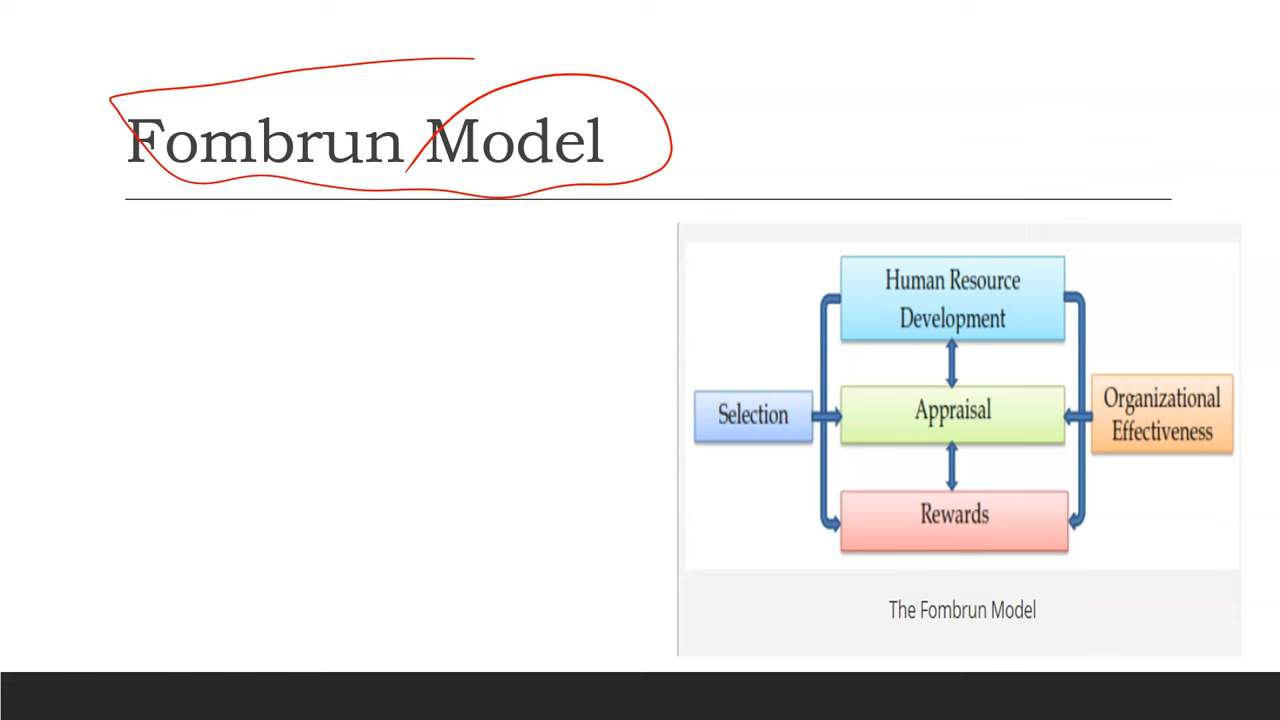 Fombrun Model
Human Resource
Development
Selection
Appraisal
Organizational
Effectiveness
Rewards
The Fombrun Model